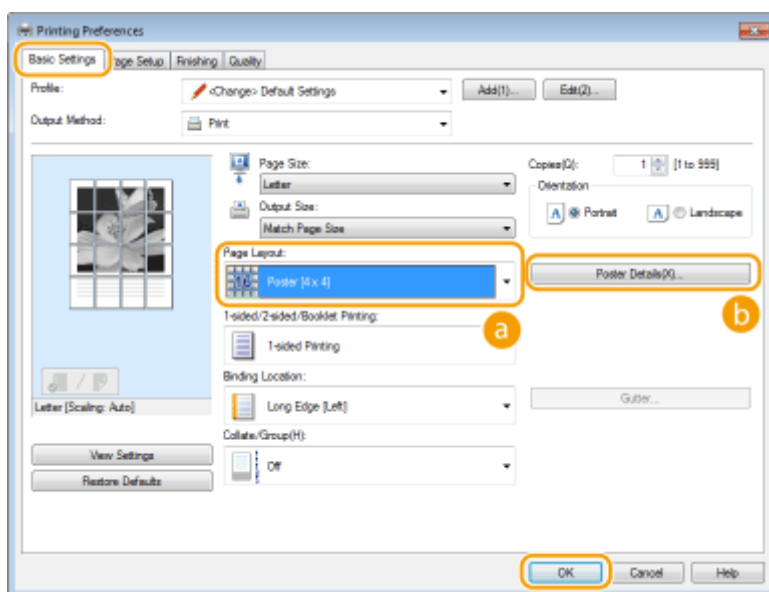 Printing Preferences
Basic Settings Page Setup Finishing Quality
Profile: <Change> Default Settings Add(1)... Edit(2)...
Output Method: Print
Page Size: Copies(Q): 1 [1 to 999]
Letter Orientation
Output Size: A Portrait A Landscape
Match Page Size
Page Layout:
16 Poster [4 x 4] Poster Details(X)...
a b
1-sided/2-sided/Booklet Printing:
1-sided Printing
Binding Location:
Letter [Scaling: Auto] Long Edge [Left] Gutter...
Collate/Group(H):
View Settings Off
Restore Defaults
OK Cancel Help